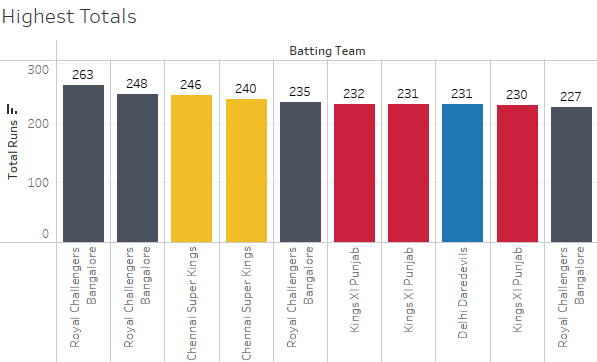 Highest Totals
Batting Team
Total Runs
300
200
100
0
263
248
246
240
235
232
231
231
230
227
Royal Challengers
Bangalore
Royal Challengers
Bangalore
Chennai Super Kings
Chennai Super Kings
Royal Challengers
Bangalore
Kings XI Punjab
Kings XI Punjab
Delhi Daredevils
Kings XI Punjab
Royal Challengers
Bangalore